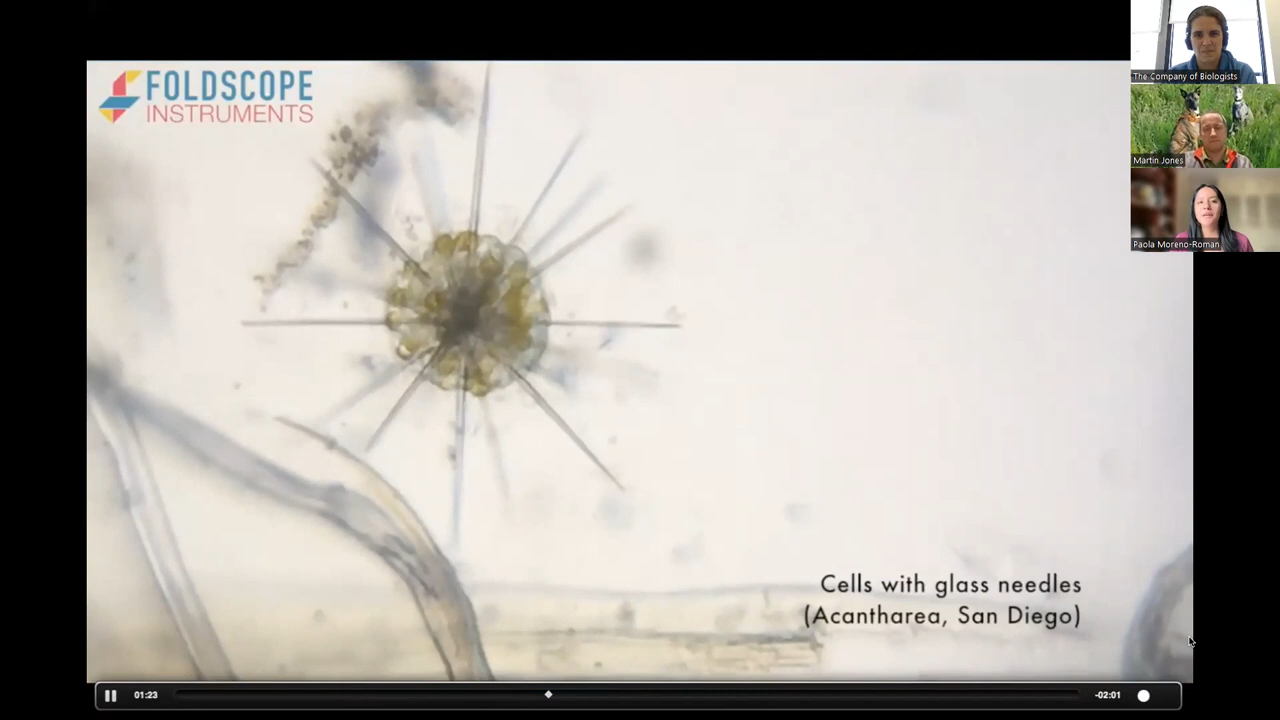 FOLDSCOPE
INSTRUMENTS
The Company of Biologists
Martin Jones
Paola Moreno-Roman
Cells with glass needles
(Acantharea, San Diego)
01:23
-02:01